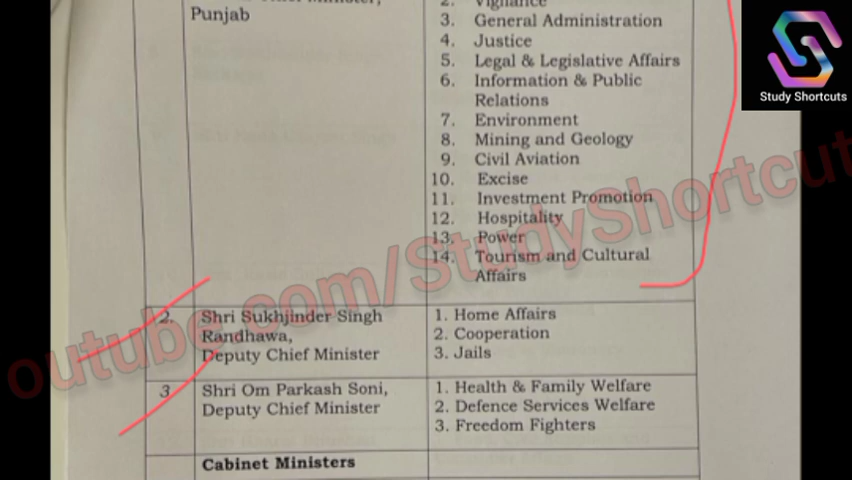 Punjab
2. Vigilance
3. General Administration
4. Justice
5. Legal & Legislative Affairs
6. Information & Public
Relations
7. Environment
8. Mining and Geology
9. Civil Aviation
10. Excise
11. Investment Promotion
12. Hospitality
13. Power
14. Tourism and Cultural
Affairs
2. Shri Sukhjinder Singh
Randhawa,
Deputy Chief Minister
1. Home Affairs
2. Cooperation
3. Jails
3 Shri Om Parkash Soni,
Deputy Chief Minister
1. Health & Family Welfare
2. Defence Services Welfare
3. Freedom Fighters
Cabinet Ministers
Study Shortcuts
outube.com/StudyShortcut